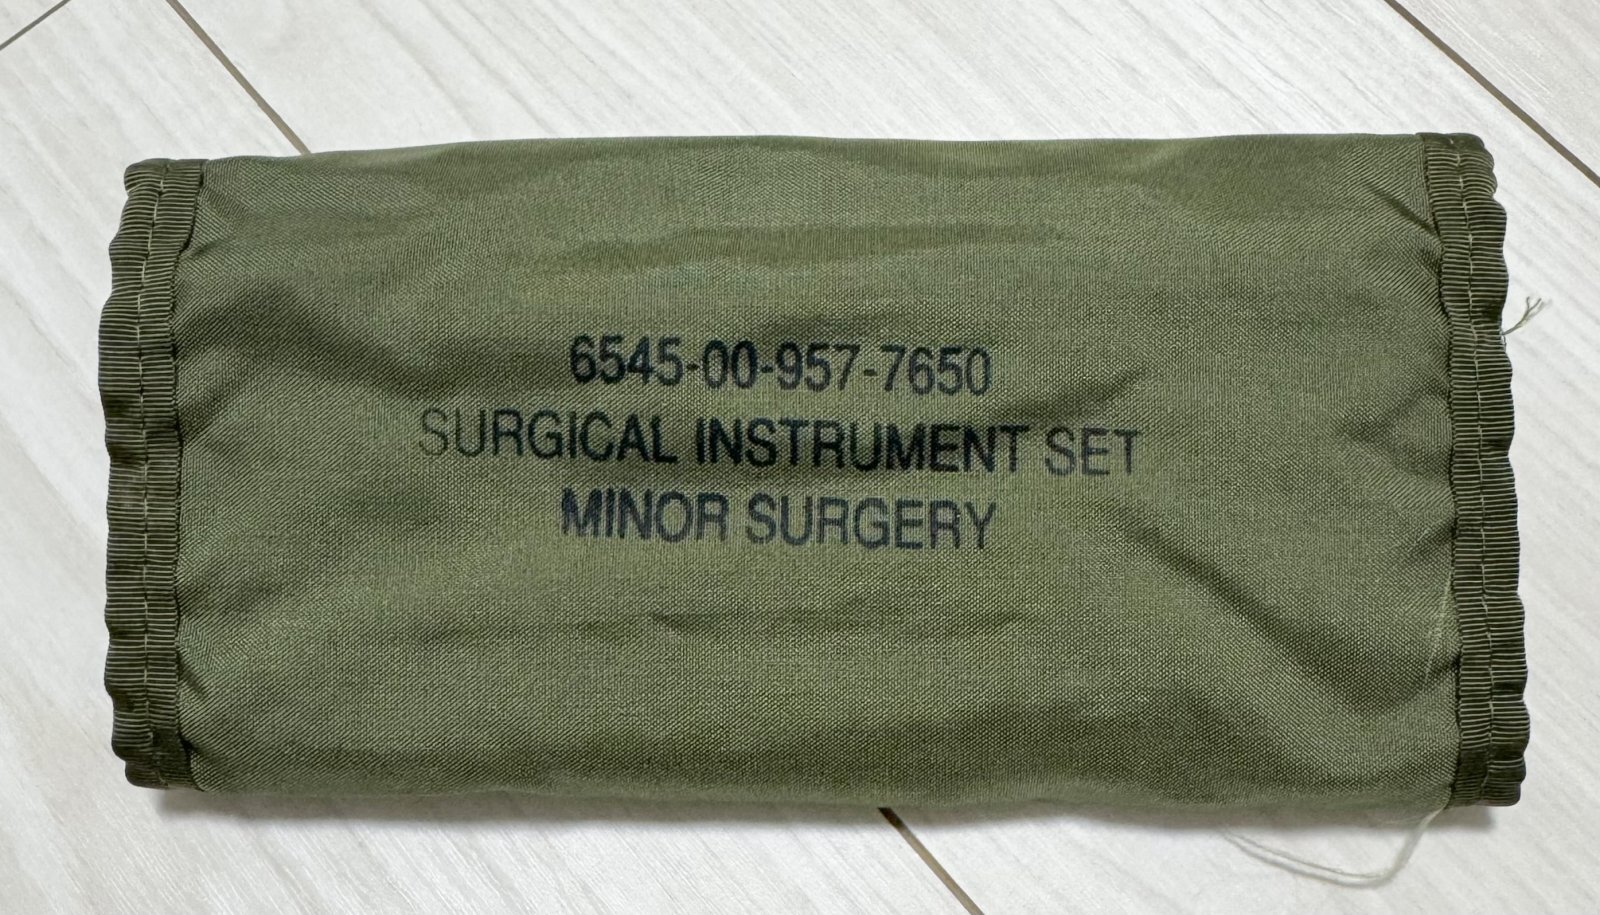 6545-00-957-7650
SURGICAL INSTRUMENT SET
MINOR SURGERY